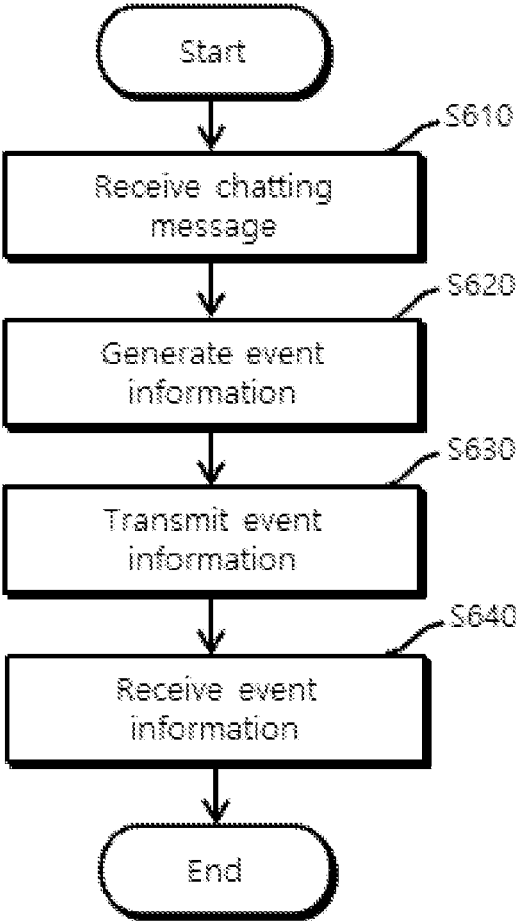 Start
S610
Receive chatting
message
S620
Generate event
information
S630
Transmit event
information
S640
Receive event
information
End